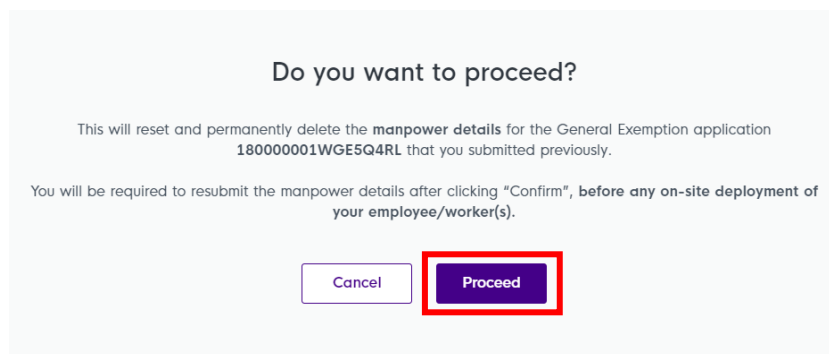 Do you want to proceed?
This will reset and permanently delete the manpower details for the General Exemption application
180000001WGE5Q4RL that you submitted previously.
You will be required to resubmit the manpower details after clicking “Confirm”, before any on-site deployment of
your employee/worker(s).
Cancel
Proceed